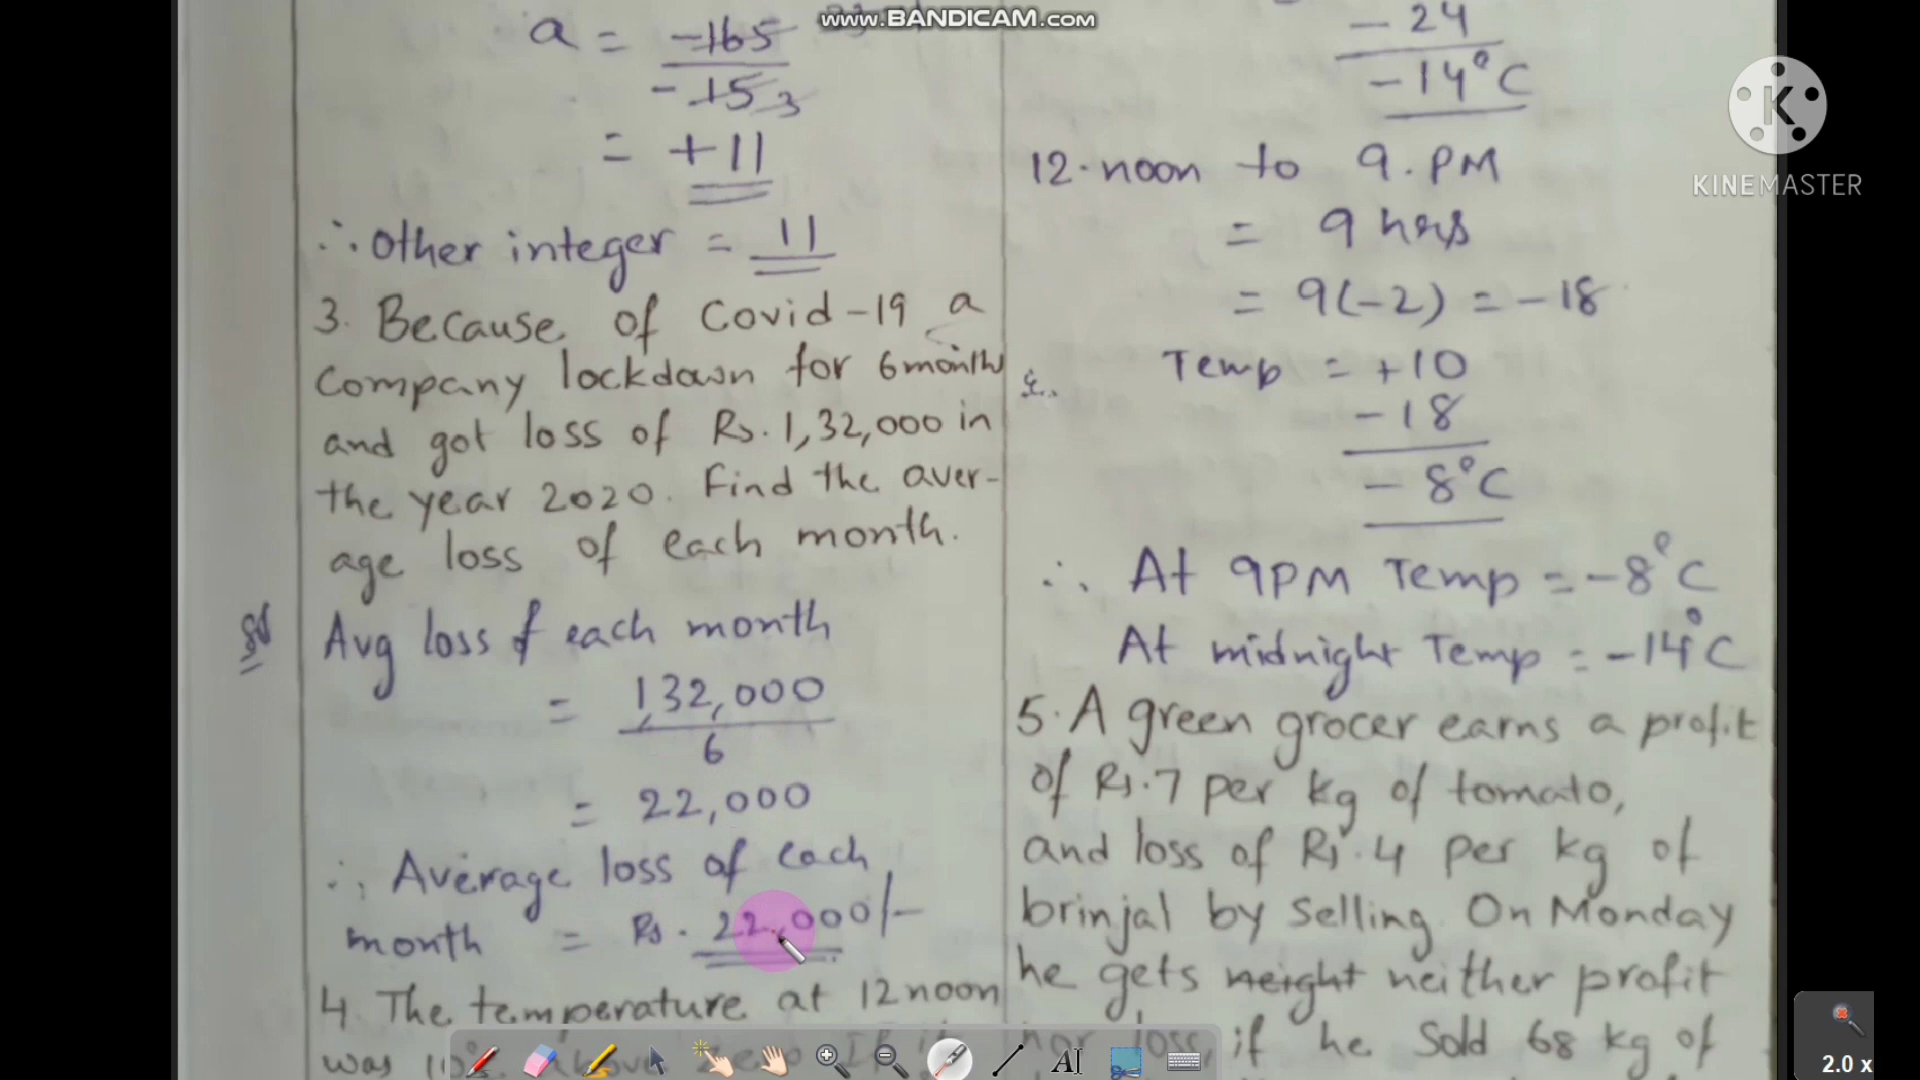 www.BANDICAM.com
a = -165
-15
= +11
∴ Other integer = 11
3. Because of Covid-19 a
Company lockdown for 6 months
and got loss of Rs. 1,32,000 in
the year 2020. Find the aver-
age loss of each month.
Avg loss of each month
= 132,000
6
= 22,000
∴ Average loss of each
month = Rs. 22,000/-
4. The temperature at 12 noon
was
- 24
-14°C
12.noon to 9.PM
= 9 hrs
= 9(-2) = -18
Temp = +10
- 18
- 8°C
∴ At 9PM Temp = -8°C
At midnight Temp = -14°C
5. A green grocer earns a profit
of Rs.7 per kg of tomato,
and loss of Rs.4 per kg of
brinjal by selling. On Monday
he gets neight neither profit
nor loss, if he Sold 68 kg of
K
KINEMASTER
2.0 x